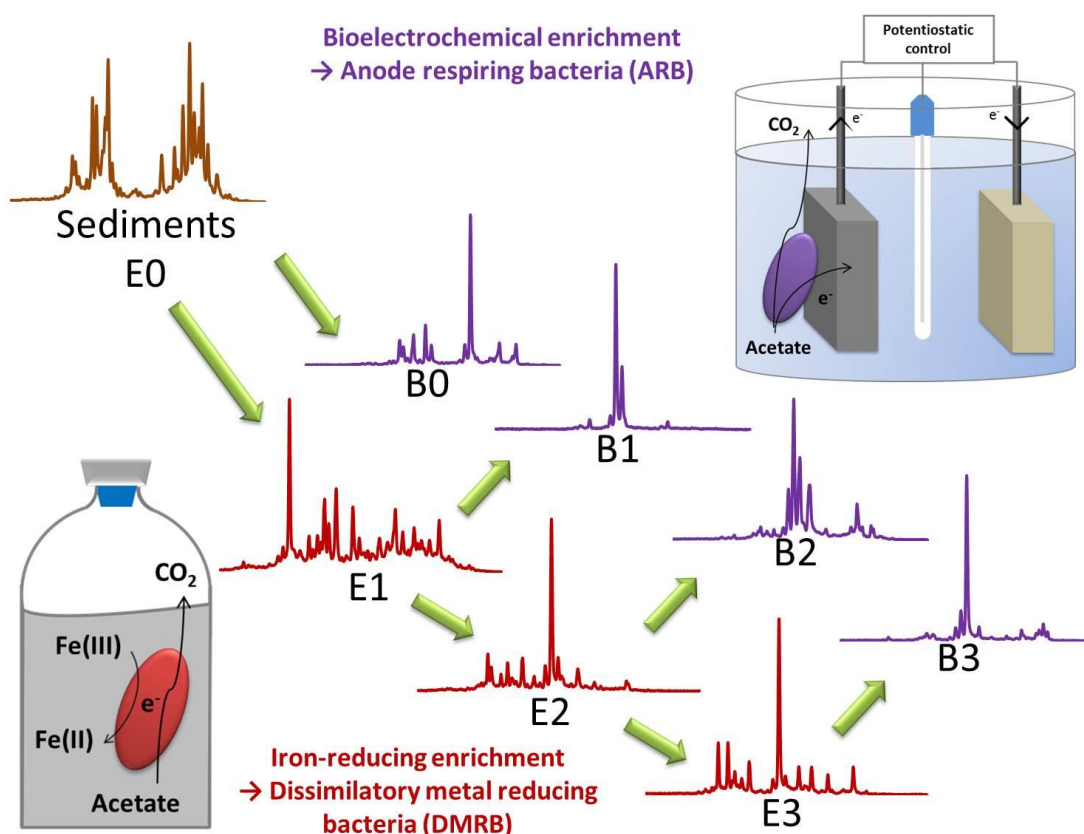 Bioelectrochemical enrichment
→ Anode respiring bacteria (ARB)
Potentiostatic
control
CO₂
e⁻
e⁻
e⁻
Acetate
Sediments
E0
B0
B1
B2
B3
E1
E2
E3
CO₂
Fe(III)
e⁻
Fe(II)
Acetate
Iron-reducing enrichment
→ Dissimilatory metal reducing
bacteria (DMRB)